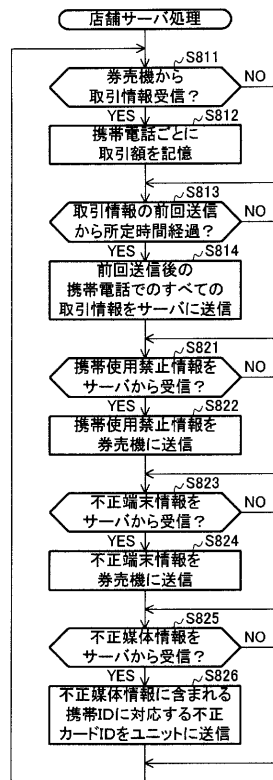 店舗サーバ処理
S811
券売機から
取引情報受信？
NO
YES
S812
携帯電話ごとに
取引額を記憶
S813
取引情報の前回送信
から所定時間経過？
NO
YES
S814
前回送信後の
携帯電話でのすべての
取引情報をサーバに送信
S821
携帯使用禁止情報を
サーバから受信？
NO
YES
S822
携帯使用禁止情報を
券売機に送信
S823
不正端末情報を
サーバから受信？
NO
YES
S824
不正端末情報を
券売機に送信
S825
不正媒体情報を
サーバから受信？
NO
YES
S826
不正媒体情報に含まれる
携帯IDに対応する不正
カードIDをユニットに送信